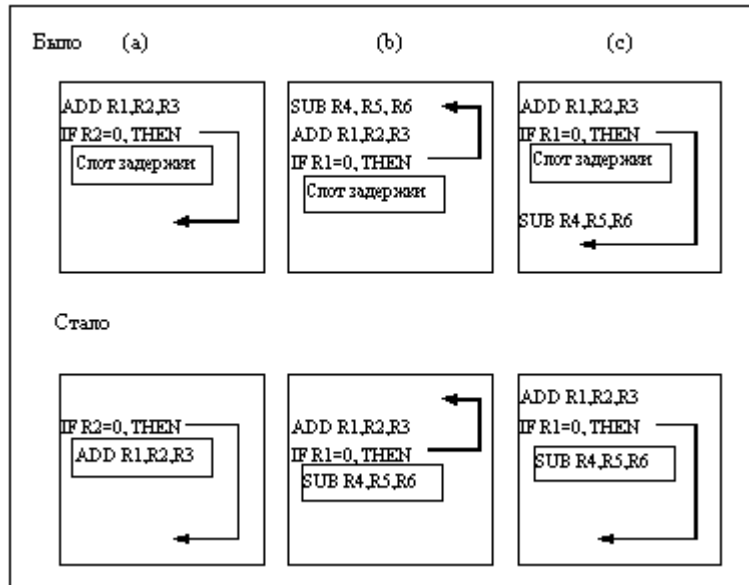 Было (a) (b) (c)
ADD R1,R2,R3
IF R2=0, THEN
Слот задержки
SUB R4, R5, R6
ADD R1,R2,R3
IF R1=0, THEN
Слот задержки
ADD R1,R2,R3
IF R1=0, THEN
Слот задержки
SUB R4,R5,R6
Стало
IF R2=0, THEN
ADD R1,R2,R3
ADD R1,R2,R3
IF R1=0, THEN
SUB R4,R5,R6
ADD R1,R2,R3
IF R1=0, THEN
SUB R4,R5,R6